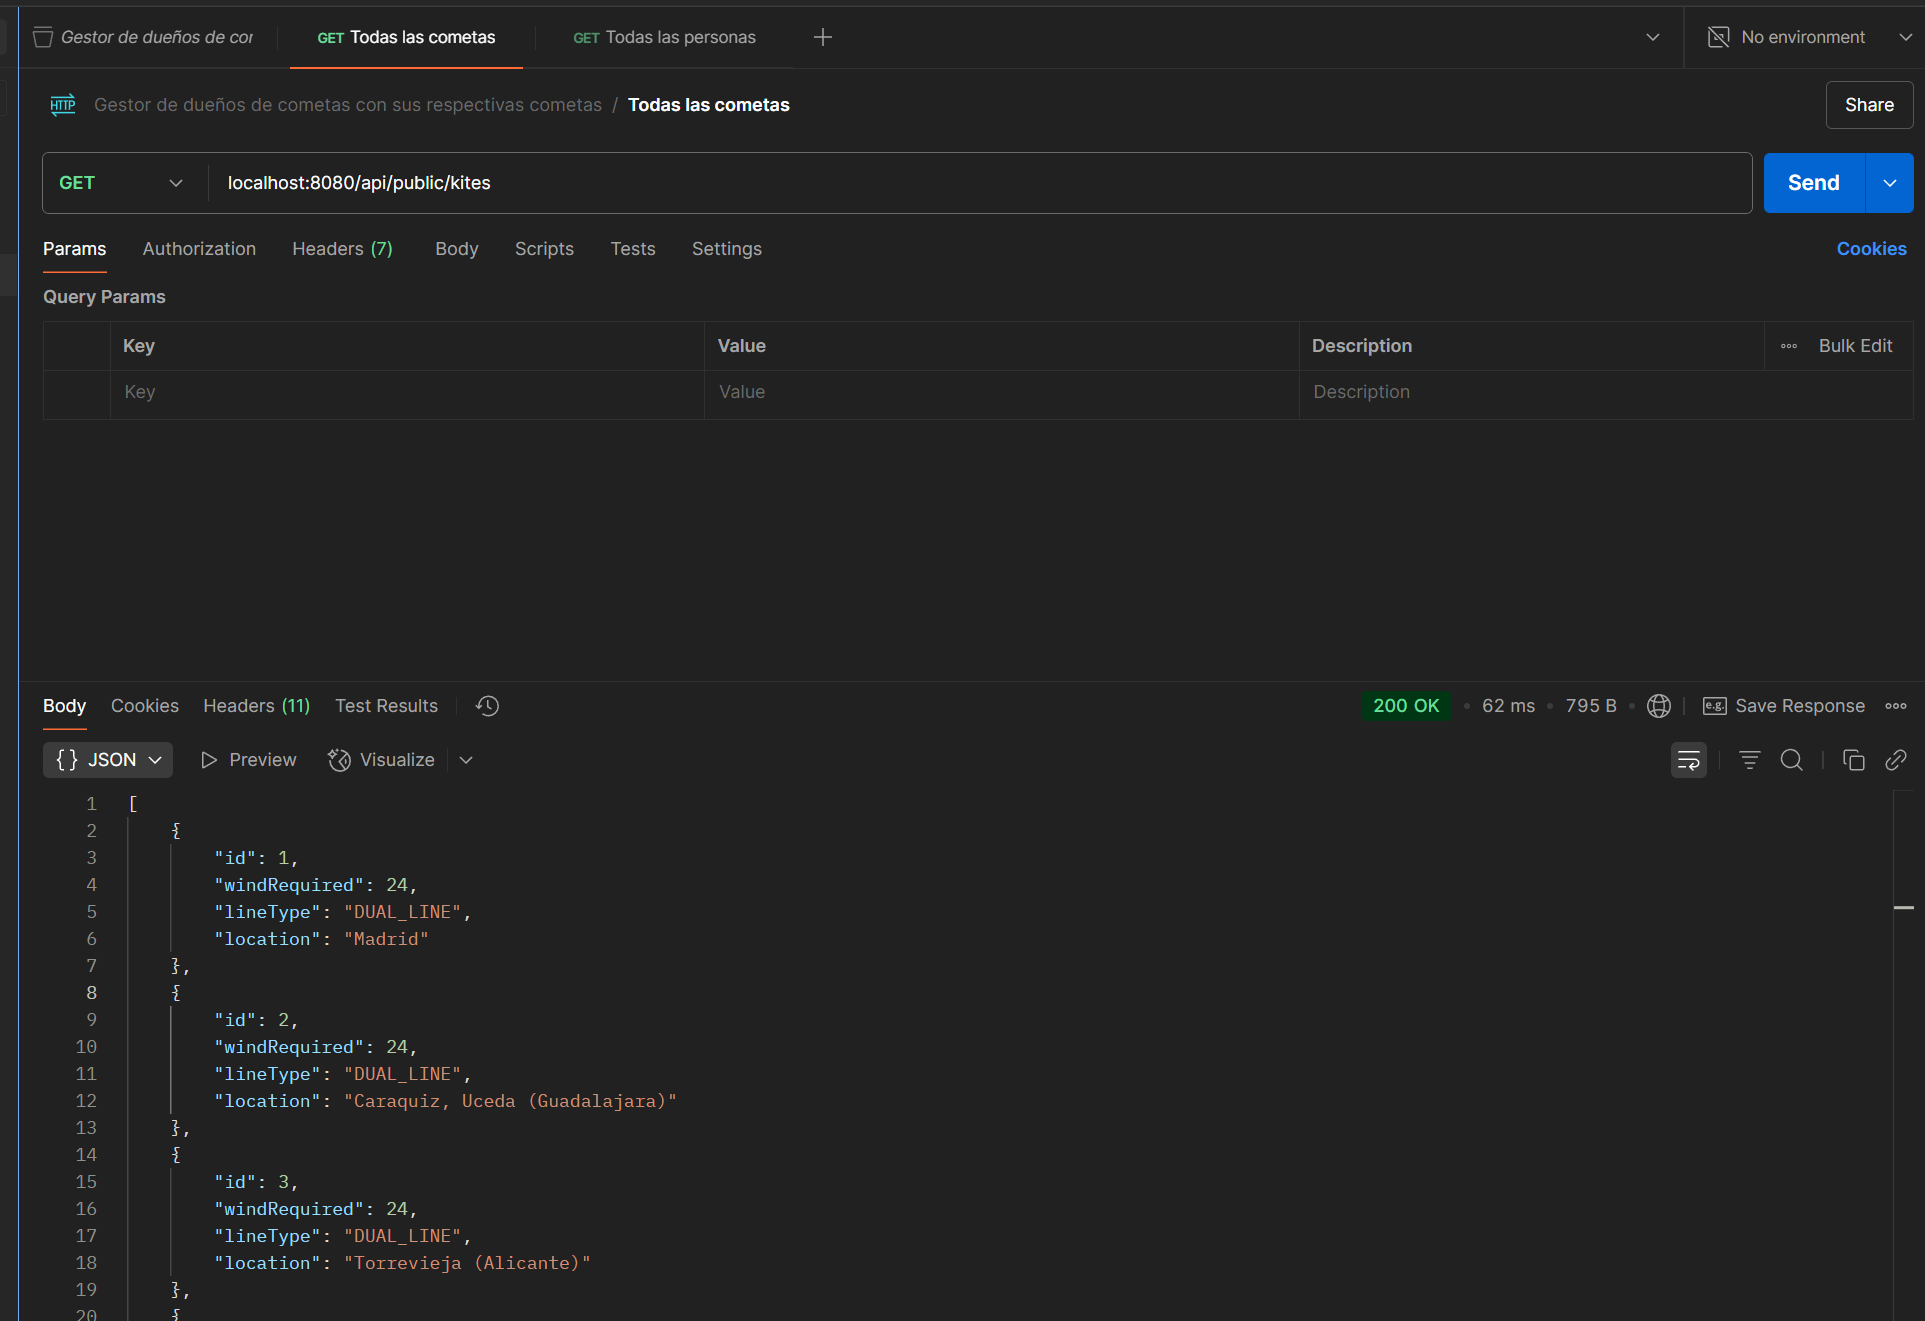 Gestor de dueños de cor
GET Todas las cometas
GET Todas las personas
No environment
HTTP Gestor de dueños de cometas con sus respectivas cometas / Todas las cometas
Share
GET localhost:8080/api/public/kites
Send
Params Authorization Headers (7) Body Scripts Tests Settings Cookies
Query Params
Key Value Description Bulk Edit
Key Value Description
Body Cookies Headers (11) Test Results 200 OK • 62 ms • 795 B • e.g. Save Response
{} JSON Preview Visualize
1 [
2 {
3 "id": 1,
4 "windRequired": 24,
5 "lineType": "DUAL_LINE",
6 "location": "Madrid"
7 },
8 {
9 "id": 2,
10 "windRequired": 24,
11 "lineType": "DUAL_LINE",
12 "location": "Caraquiz, Uceda (Guadalajara)"
13 },
14 {
15 "id": 3,
16 "windRequired": 24,
17 "lineType": "DUAL_LINE",
18 "location": "Torrevieja (Alicante)"
19 },
20 {